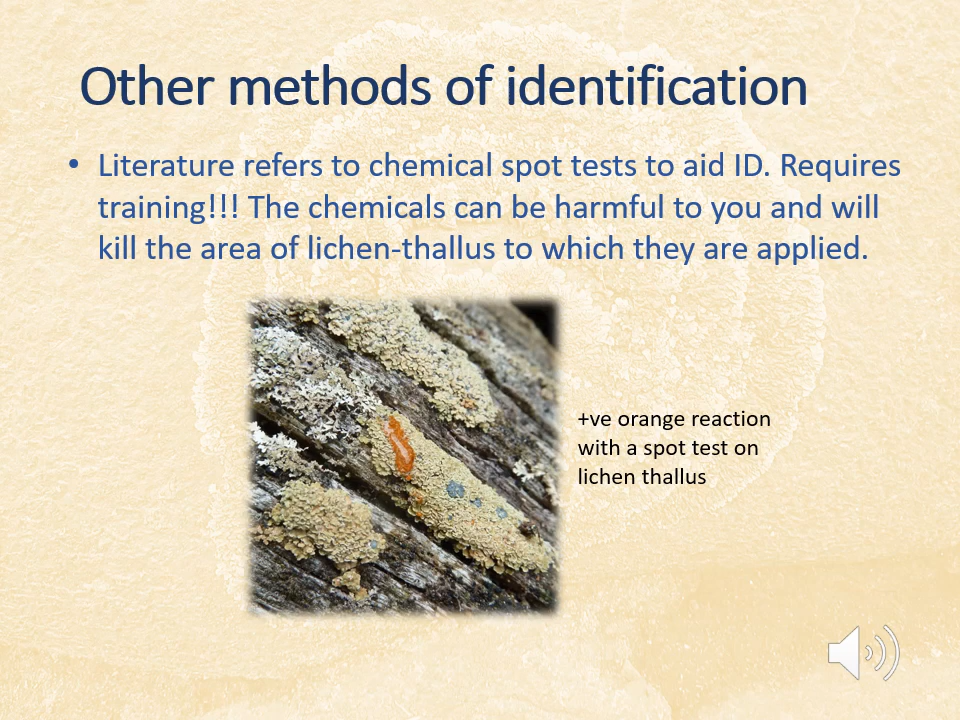 Other methods of identification
• Literature refers to chemical spot tests to aid ID. Requires
training!!! The chemicals can be harmful to you and will
kill the area of lichen-thallus to which they are applied.
+ve orange reaction
with a spot test on
lichen thallus